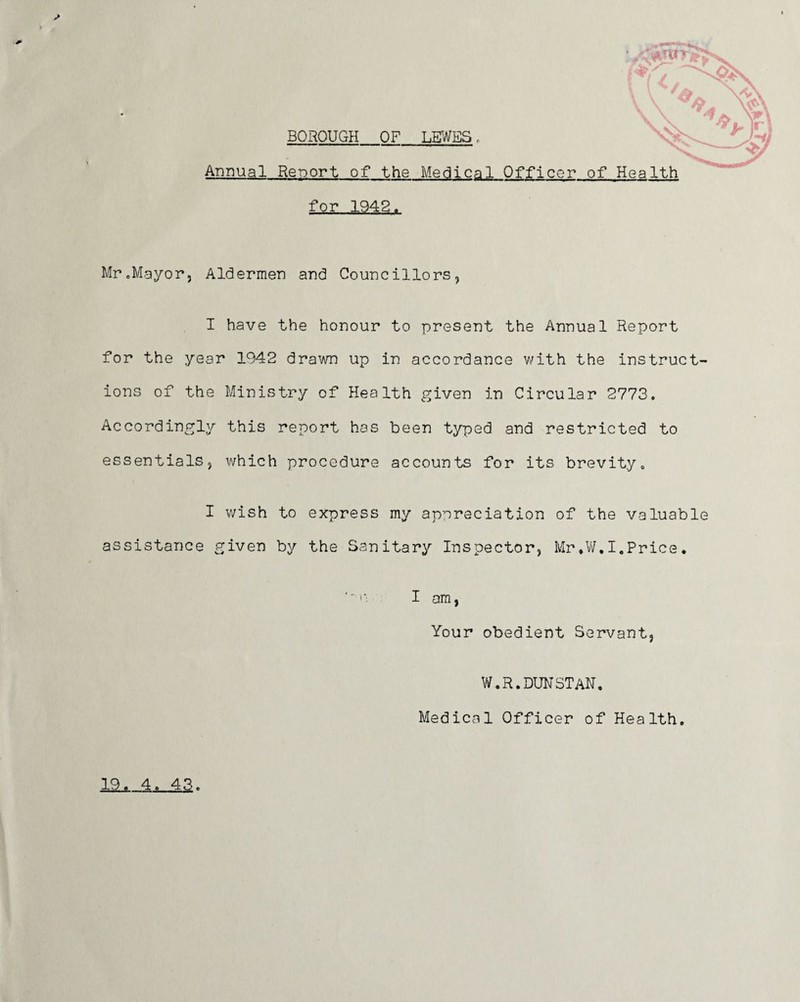 MINISTRY OF HEALTH
LIBRARY
BOROUGH OF LEWES.
Annual Report of the Medical Officer of Health
for 1942.
Mr.Mayor, Aldermen and Councillors,
I have the honour to present the Annual Report
for the year 1942 drawn up in accordance with the instruct-
ions of the Ministry of Health given in Circular 2773.
Accordingly this report has been typed and restricted to
essentials, which procedure accounts for its brevity.
I wish to express my appreciation of the valuable
assistance given by the Sanitary Inspector, Mr.W.I.Price.
I am,
Your obedient Servant,
W.R.DUNSTAN.
Medical Officer of Health.
19. 4. 43.